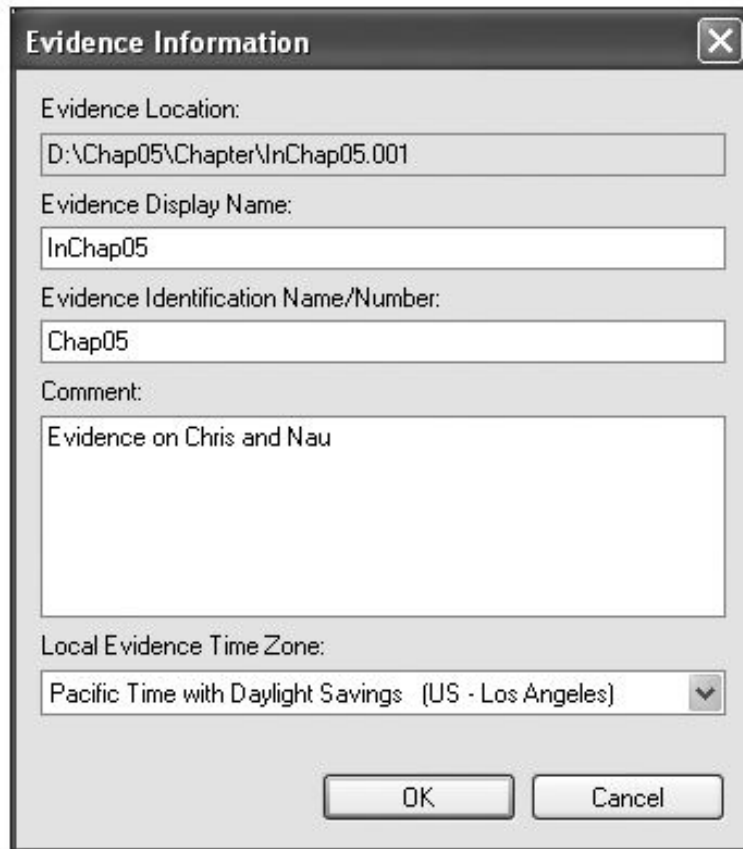 Evidence Information
Evidence Location:
D:\Chap05\Chapter\InChap05.001
Evidence Display Name:
InChap05
Evidence Identification Name/Number:
Chap05
Comment:
Evidence on Chris and Nau
Local Evidence Time Zone:
Pacific Time with Daylight Savings (US - Los Angeles)
OK Cancel